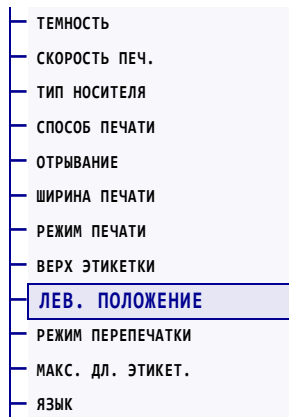 ТЕМНОСТЬ
СКОРОСТЬ ПЕЧ.
ТИП НОСИТЕЛЯ
СПОСОБ ПЕЧАТИ
ОТРЫВАНИЕ
ШИРИНА ПЕЧАТИ
РЕЖИМ ПЕЧАТИ
ВЕРХ ЭТИКЕТКИ
ЛЕВ. ПОЛОЖЕНИЕ
РЕЖИМ ПЕРЕПЕЧАТКИ
МАКС. ДЛ. ЭТИКЕТ.
ЯЗЫК